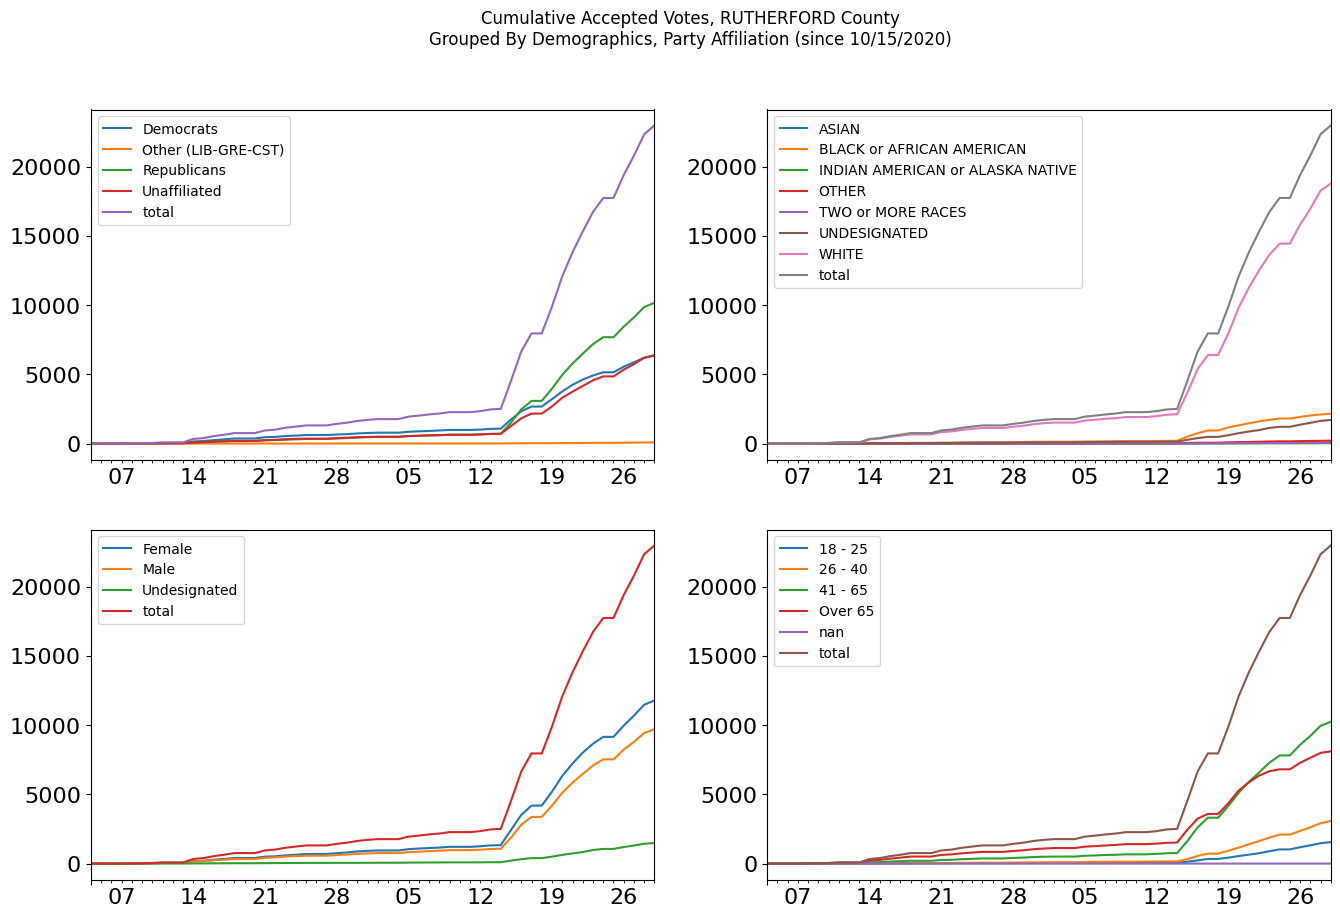 Cumulative Accepted Votes, RUTHERFORD County
Grouped By Demographics, Party Affiliation (since 10/15/2020)
Democrats
Other (LIB-GRE-CST)
Republicans
Unaffiliated
total
20000
15000
10000
5000
0
07 14 21 28 05 12 19 26
ASIAN
BLACK or AFRICAN AMERICAN
INDIAN AMERICAN or ALASKA NATIVE
OTHER
TWO or MORE RACES
UNDESIGNATED
WHITE
total
20000
15000
10000
5000
0
07 14 21 28 05 12 19 26
Female
Male
Undesignated
total
20000
15000
10000
5000
0
07 14 21 28 05 12 19 26
18 - 25
26 - 40
41 - 65
Over 65
nan
total
20000
15000
10000
5000
0
07 14 21 28 05 12 19 26